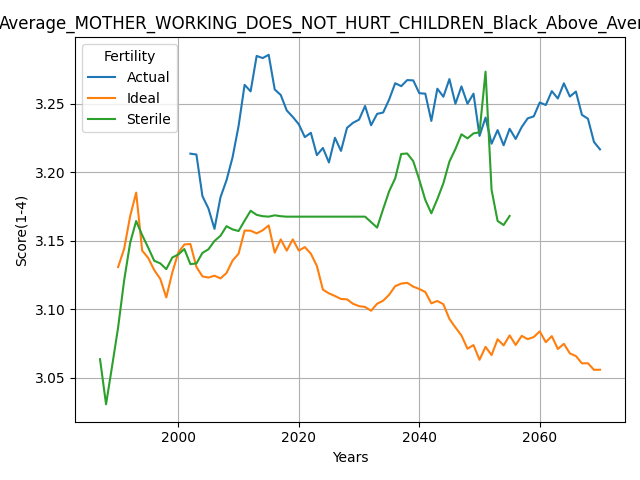 Average_MOTHER_WORKING_DOES_NOT_HURT_CHILDREN_Black_Above_Aver
Fertility
Actual
Ideal
Sterile
3.25
3.20
3.15
3.10
3.05
Score(1-4)
2000 2020 2040 2060
Years